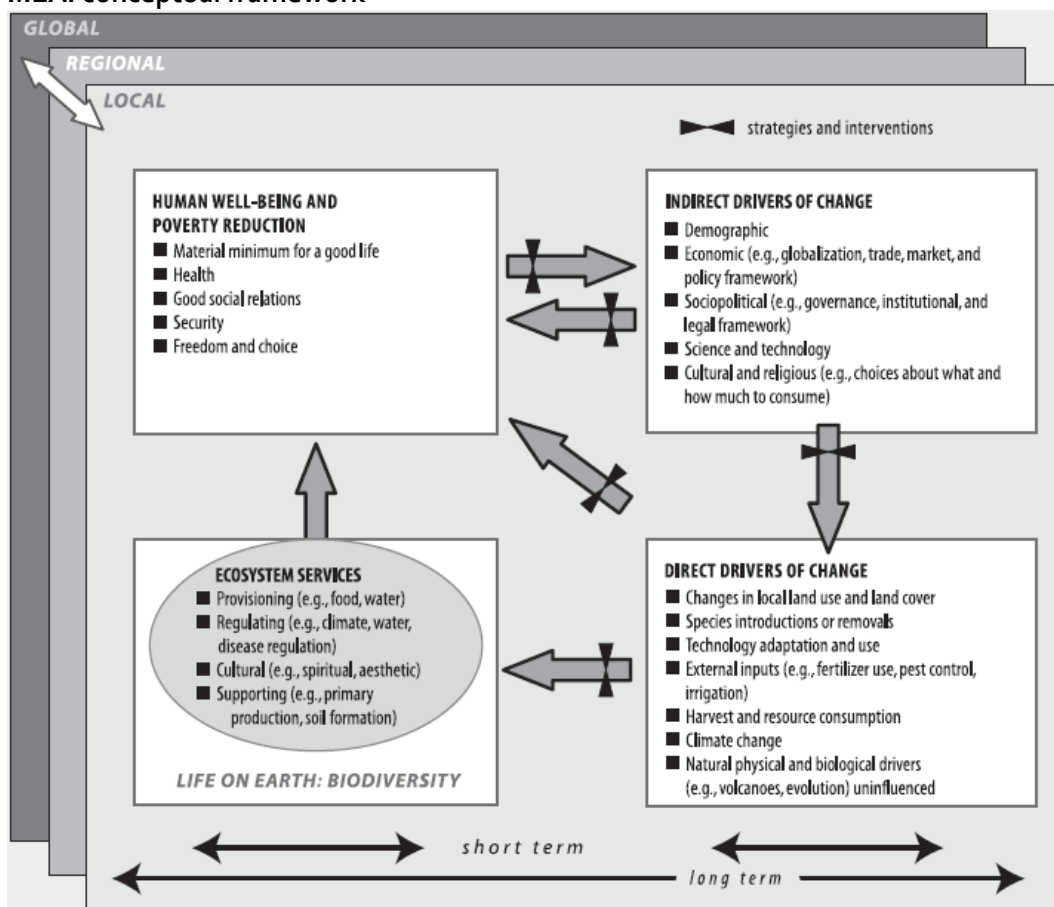 MEA: conceptual framework
GLOBAL
REGIONAL
LOCAL
strategies and interventions
HUMAN WELL-BEING AND
POVERTY REDUCTION
■ Material minimum for a good life
■ Health
■ Good social relations
■ Security
■ Freedom and choice
INDIRECT DRIVERS OF CHANGE
■ Demographic
■ Economic (e.g., globalization, trade, market, and
policy framework)
■ Sociopolitical (e.g., governance, institutional, and
legal framework)
■ Science and technology
■ Cultural and religious (e.g., choices about what and
how much to consume)
ECOSYSTEM SERVICES
■ Provisioning (e.g., food, water)
■ Regulating (e.g., climate, water,
disease regulation)
■ Cultural (e.g., spiritual, aesthetic)
■ Supporting (e.g., primary
production, soil formation)
LIFE ON EARTH: BIODIVERSITY
DIRECT DRIVERS OF CHANGE
■ Changes in local land use and land cover
■ Species introductions or removals
■ Technology adaptation and use
■ External inputs (e.g., fertilizer use, pest control,
irrigation)
■ Harvest and resource consumption
■ Climate change
■ Natural physical and biological drivers
(e.g., volcanoes, evolution) uninfluenced
short term
long term